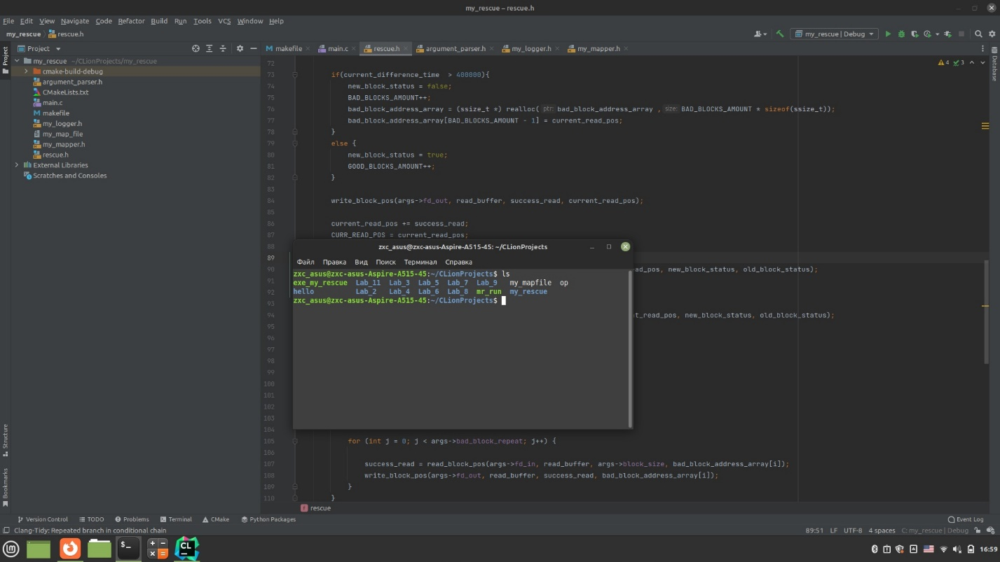 my_rescue – rescue.h
File Edit View Navigate Code Refactor Build Run Tools VCS Window Help
my_rescue rescue.h
my_rescue | Debug
Project
Project
makefile main.c rescue.h argument_parser.h my_logger.h my_mapper.h
Database
my_rescue ~/CLionProjects/my_rescue
cmake-build-debug
argument_parser.h
CMakeLists.txt
main.c
makefile
my_logger.h
my_map_file
my_mapper.h
rescue.h
External Libraries
Scratches and Consoles
4 3
72
73 if(current_difference_time > 400000){
74 new_block_status = false;
75 BAD_BLOCKS_AMOUNT++;
76 bad_block_address_array = (ssize_t *) realloc( ptr: bad_block_address_array , size: BAD_BLOCKS_AMOUNT * sizeof(ssize_t));
77 bad_block_address_array[BAD_BLOCKS_AMOUNT - 1] = current_read_pos;
78 }
79 else {
80 new_block_status = true;
81 GOOD_BLOCKS_AMOUNT++;
82 }
83
84 write_block_pos(args->fd_out, read_buffer, success_read, current_read_pos);
85
86 current_read_pos += success_read;
87 CURR_READ_POS = current_read_pos;
88
89
90 ad_pos, new_block_status, old_block_status);
91
92
93
94 t_read_pos, new_block_status, old_block_status);
95
96
97
98
99
100
101
102
103
104
105 for (int j = 0; j < args->bad_block_repeat; j++) {
106
107 success_read = read_block_pos(args->fd_in, read_buffer, args->block_size, bad_block_address_array[i]);
108 write_block_pos(args->fd_out, read_buffer, success_read, bad_block_address_array[i]);
109 }
110 }
zxc_asus@zxc-asus-Aspire-A515-45: ~/CLionProjects
Файл Правка Вид Поиск Терминал Справка
zxc_asus@zxc-asus-Aspire-A515-45:~/CLionProjects$ ls
exe_my_rescue Lab_11 Lab_3 Lab_5 Lab_7 Lab_9 my_mapfile op
hello Lab_2 Lab_4 Lab_6 Lab_8 mr_run my_rescue
zxc_asus@zxc-asus-Aspire-A515-45:~/CLionProjects$
Structure
Bookmarks
f rescue
Version Control TODO Problems Terminal CMake Python Packages Event Log
Clang-Tidy: Repeated branch in conditional chain 89:51 LF UTF-8 4 spaces C: my_rescue | Debug
CL
16:59